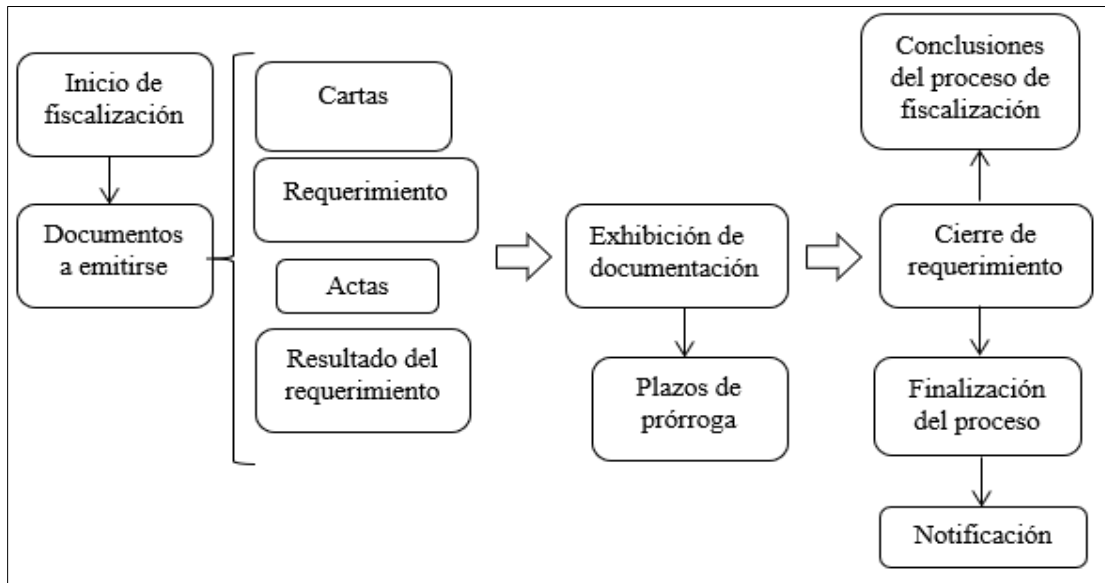 Inicio de
fiscalización
Documentos
a emitirse
Cartas
Requerimiento
Actas
Resultado del
requerimiento
Exhibición de
documentación
Plazos de
prórroga
Conclusiones
del proceso de
fiscalización
Cierre de
requerimiento
Finalización
del proceso
Notificación